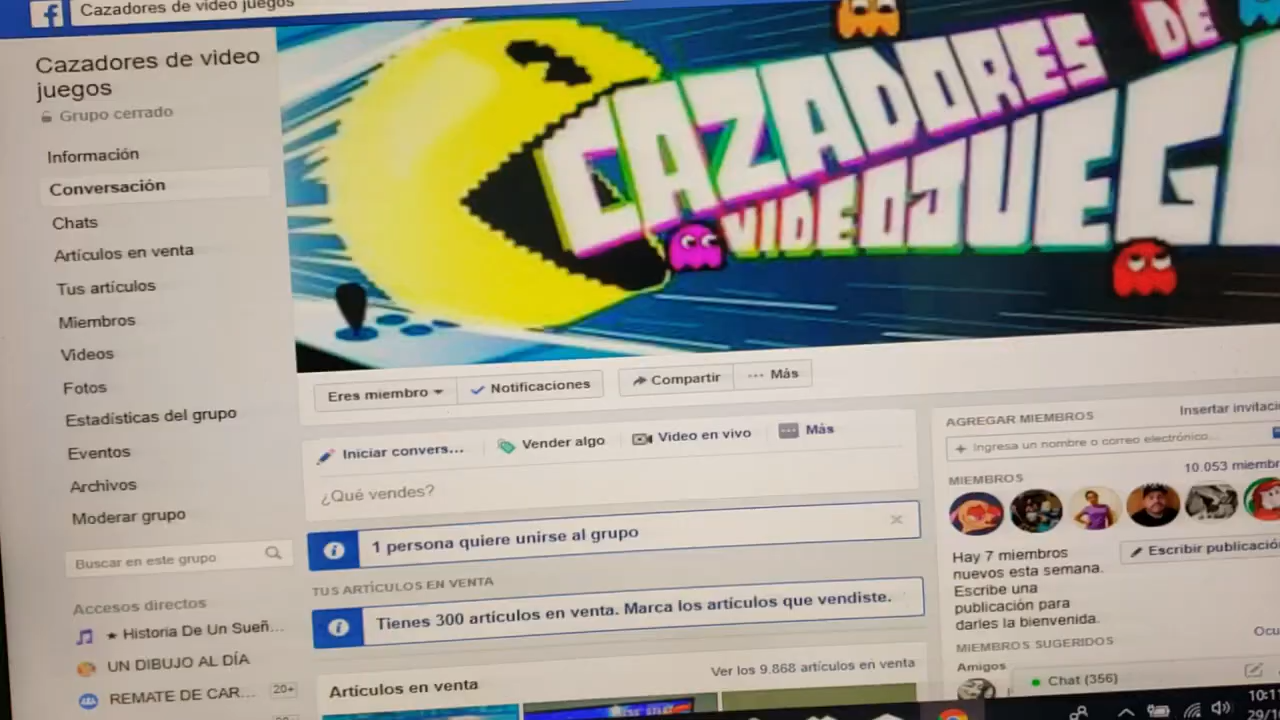 Cazadores de video juegos
Cazadores de video
juegos
Grupo cerrado
Información
Conversación
Chats
Artículos en venta
Tus artículos
Miembros
Videos
Fotos
Estadísticas del grupo
Eventos
Archivos
Moderar grupo
Buscar en este grupo
Accesos directos
Historia De Un Sueñ...
UN DIBUJO AL DÍA
REMATE DE CAR... 20+
CAZADORES DE
VIDEOJUEG
Eres miembro
Notificaciones
Compartir
Más
Iniciar convers...
Vender algo
Video en vivo
Más
¿Qué vendes?
1 persona quiere unirse al grupo
TUS ARTÍCULOS EN VENTA
Tienes 300 artículos en venta. Marca los artículos que vendiste.
Artículos en venta
Ver los 9.868 artículos en venta
AGREGAR MIEMBROS
Insertar invitació
+ Ingresa un nombre o correo electrónico...
MIEMBROS
10.053 miemb
Hay 7 miembros
nuevos esta semana.
Escribe una
publicación para
darles la bienvenida.
Escribir publicació
MIEMBROS SUGERIDOS
Ocu
Amigos
Chat (356)
10:11
29/1